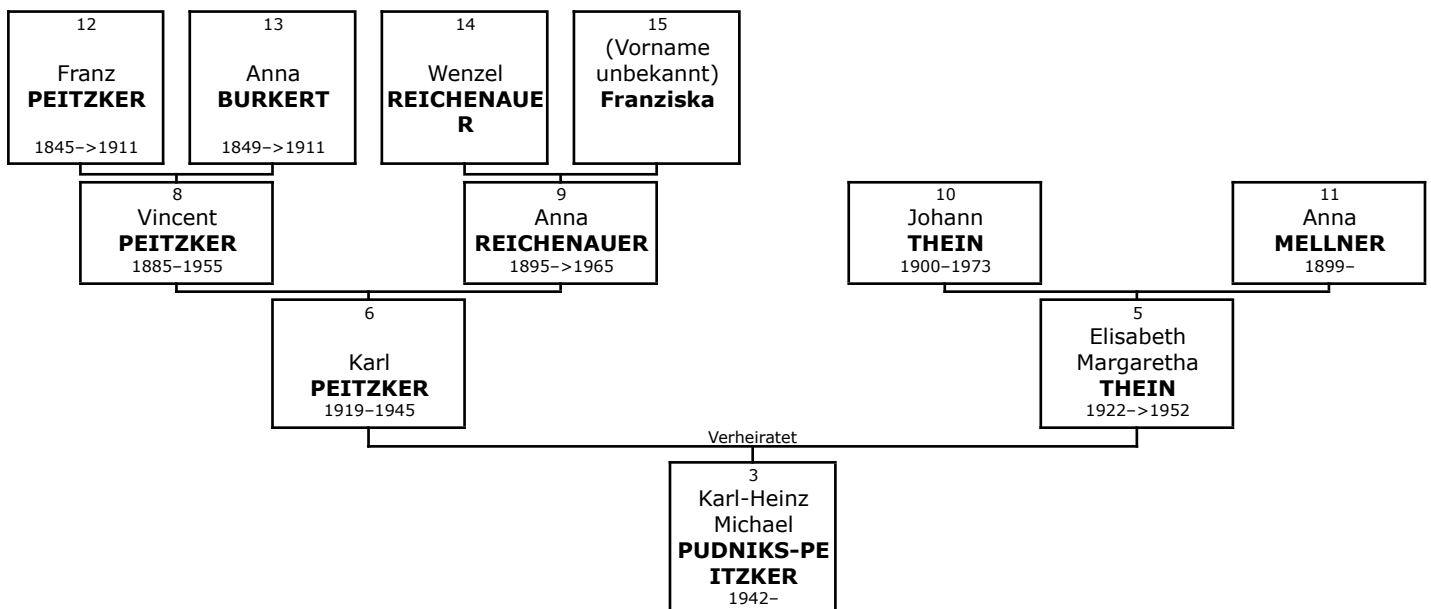 12
Franz
PEITZKER
1845–>1911
13
Anna
BURKERT
1849–>1911
14
Wenzel
REICHENAUE
R
15
(Vorname
unbekannt)
Franziska
8
Vincent
PEITZKER
1885–1955
9
Anna
REICHENAUER
1895–>1965
10
Johann
THEIN
1900–1973
11
Anna
MELLNER
1899–
6
Karl
PEITZKER
1919–1945
5
Elisabeth
Margaretha
THEIN
1922–>1952
Verheiratet
3
Karl-Heinz
Michael
PUDNIKS-PE
ITZKER
1942–